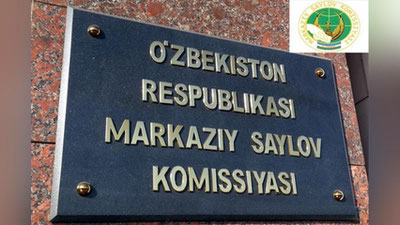 O'ZBEKISTON
RESPUBLIKASI
MARKAZIY SAYLOV
KOMISSIYASI